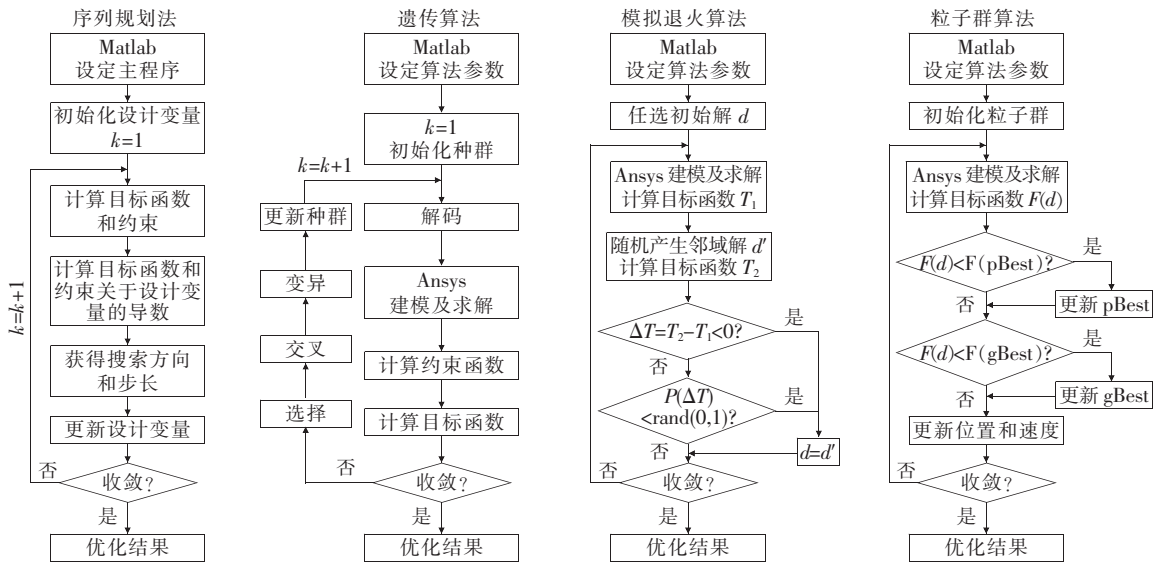 序列规划法
Matlab
设定主程序
初始化设计变量
k=1
计算目标函数
和约束
计算目标函数和
约束关于设计变
量的导数
k=k+1
获得搜索方向
和步长
更新设计变量
否
收敛?
是
优化结果
遗传算法
Matlab
设定算法参数
k=1
初始化种群
k=k+1
更新种群
解码
变异
Ansys
建模及求解
交叉
计算约束函数
选择
计算目标函数
否
收敛?
是
优化结果
模拟退火算法
Matlab
设定算法参数
任选初始解 d
Ansys 建模及求解
计算目标函数 T₁
随机产生邻域解 d′
计算目标函数 T₂
ΔT=T₂−T₁<0?
是
否
P(ΔT)
<rand(0,1)?
是
否
d=d′
否
收敛?
是
优化结果
粒子群算法
Matlab
设定算法参数
初始化粒子群
Ansys 建模及求解
计算目标函数 F(d)
F(d)<F(pBest)?
是
否
更新 pBest
F(d)<F(gBest)?
是
否
更新 gBest
更新位置和速度
否
收敛?
是
优化结果